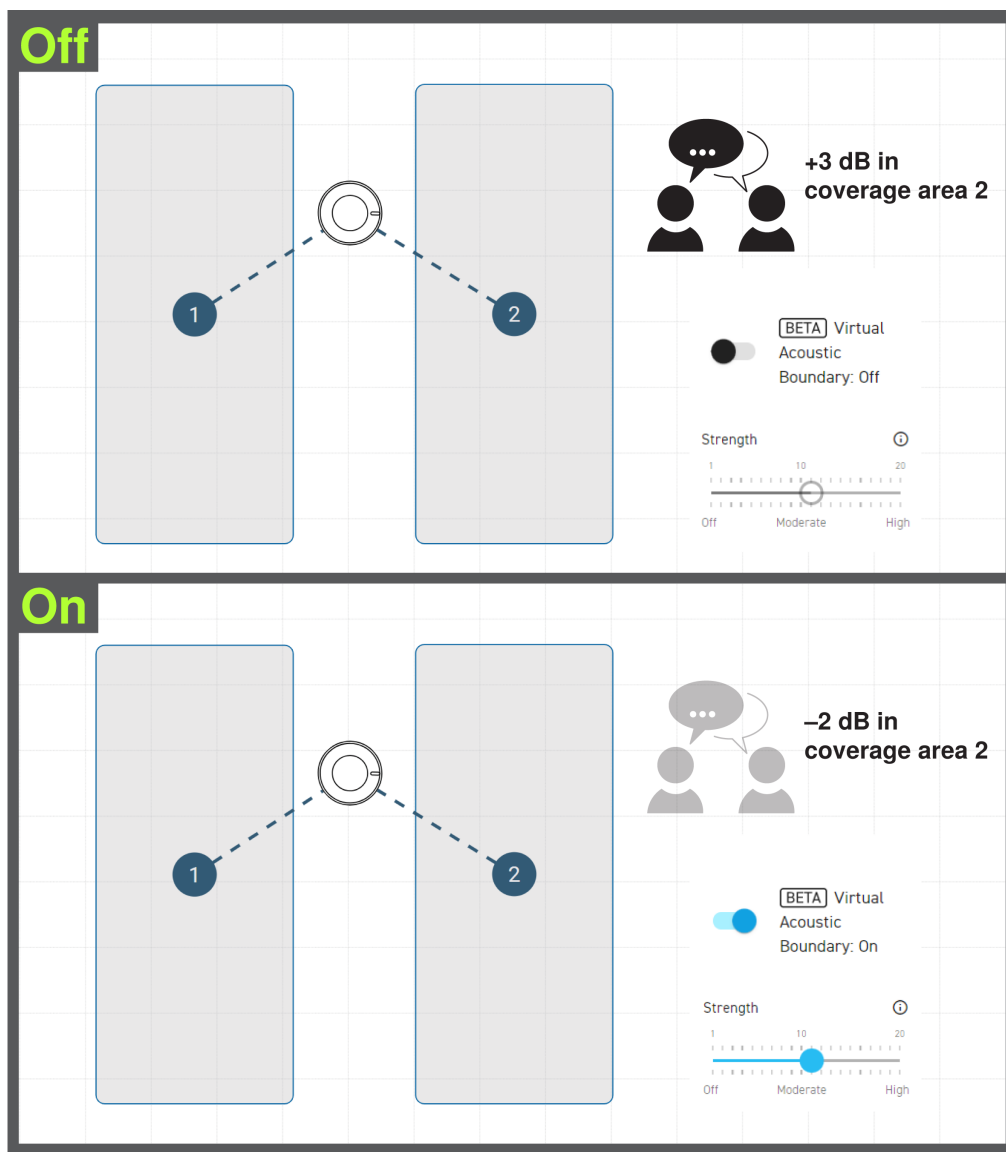 Off
+3 dB in
coverage area 2
1
2
BETA Virtual
Acoustic
Boundary: Off
Strength
1 10 20
Off Moderate High
On
–2 dB in
coverage area 2
1
2
BETA Virtual
Acoustic
Boundary: On
Strength
1 10 20
Off Moderate High